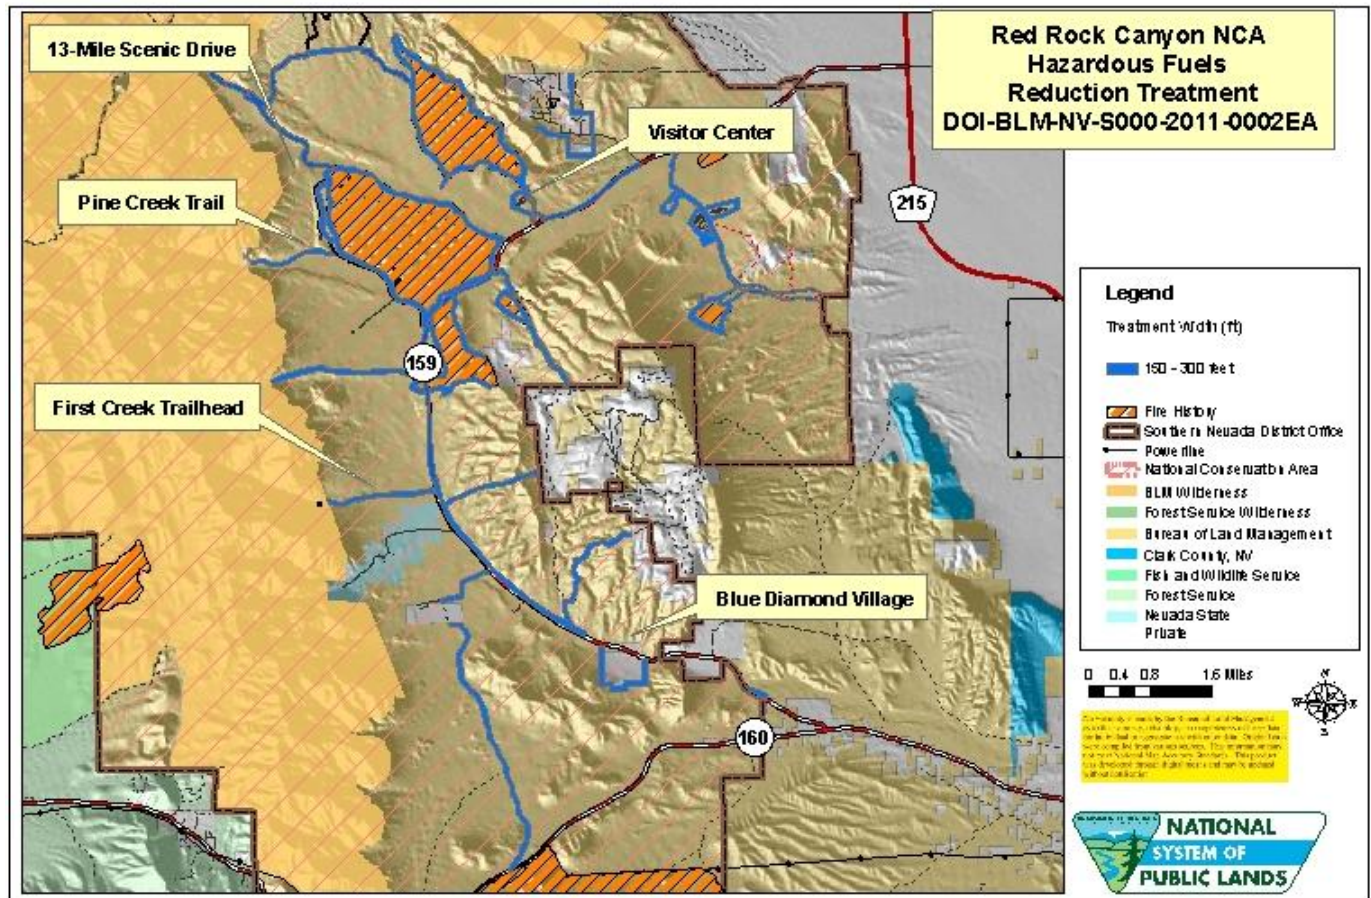 Red Rock Canyon NCA
Hazardous Fuels
Reduction Treatment
DOI-BLM-NV-S000-2011-0002EA
13-Mile Scenic Drive
Visitor Center
Pine Creek Trail
215
159
First Creek Trailhead
Blue Diamond Village
160
Legend
Treatment Width (ft)
150 - 300 feet
Fire History
Southern Nevada District Office
Powerline
National Conservation Area
BLM Wilderness
Forest Service Wilderness
Bureau of Land Management
Clark County, NV
Fish and Wildlife Service
Forest Service
Nevada State
Private
0 0.4 0.8 1.6 Miles
N
W E
S
NATIONAL
SYSTEM OF
PUBLIC LANDS